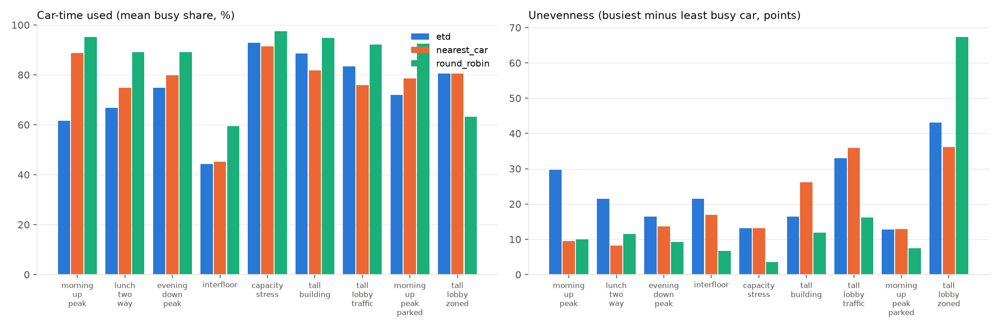 Car-time used (mean busy share, %)
100
80
60
40
20
0
etd
nearest_car
round_robin
morning
up
peak
lunch
two
way
evening
down
peak
interfloor
capacity
stress
tall
building
tall
lobby
traffic
morning
up
peak
parked
tall
lobby
zoned
Unevenness (busiest minus least busy car, points)
70
60
50
40
30
20
10
0
morning
up
peak
lunch
two
way
evening
down
peak
interfloor
capacity
stress
tall
building
tall
lobby
traffic
morning
up
peak
parked
tall
lobby
zoned